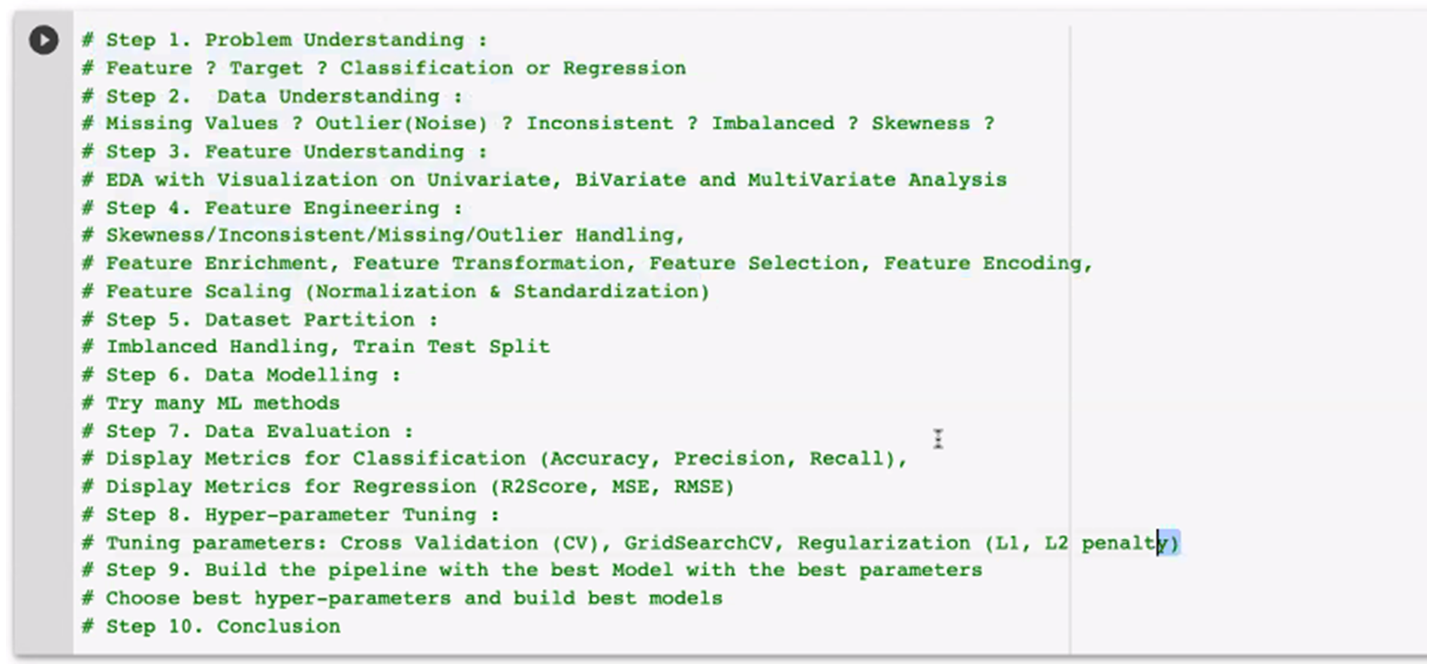 # Step 1. Problem Understanding :
# Feature ? Target ? Classification or Regression
# Step 2.  Data Understanding :
# Missing Values ? Outlier(Noise) ? Inconsistent ? Imbalanced ? Skewness ?
# Step 3. Feature Understanding :
# EDA with Visualization on Univariate, BiVariate and MultiVariate Analysis
# Step 4. Feature Engineering :
# Skewness/Inconsistent/Missing/Outlier Handling,
# Feature Enrichment, Feature Transformation, Feature Selection, Feature Encoding,
# Feature Scaling (Normalization & Standardization)
# Step 5. Dataset Partition :
# Imblanced Handling, Train Test Split
# Step 6. Data Modelling :
# Try many ML methods
# Step 7. Data Evaluation :
# Display Metrics for Classification (Accuracy, Precision, Recall),
# Display Metrics for Regression (R2Score, MSE, RMSE)
# Step 8. Hyper-parameter Tuning :
# Tuning parameters: Cross Validation (CV), GridSearchCV, Regularization (L1, L2 penalty)
# Step 9. Build the pipeline with the best Model with the best parameters
# Choose best hyper-parameters and build best models
# Step 10. Conclusion